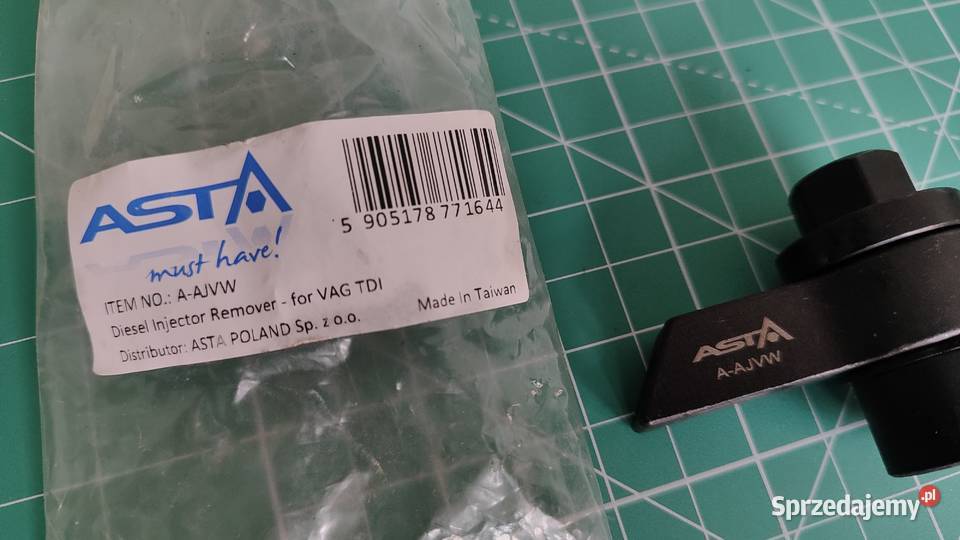 ASTA
must have!
5 905178 771644
ITEM NO.: A-AJVW
Diesel Injector Remover - for VAG TDI
Distributor: ASTA POLAND Sp. z o.o.
Made In Taiwan
ASTA
A-AJVW
Sprzedajemy.pl